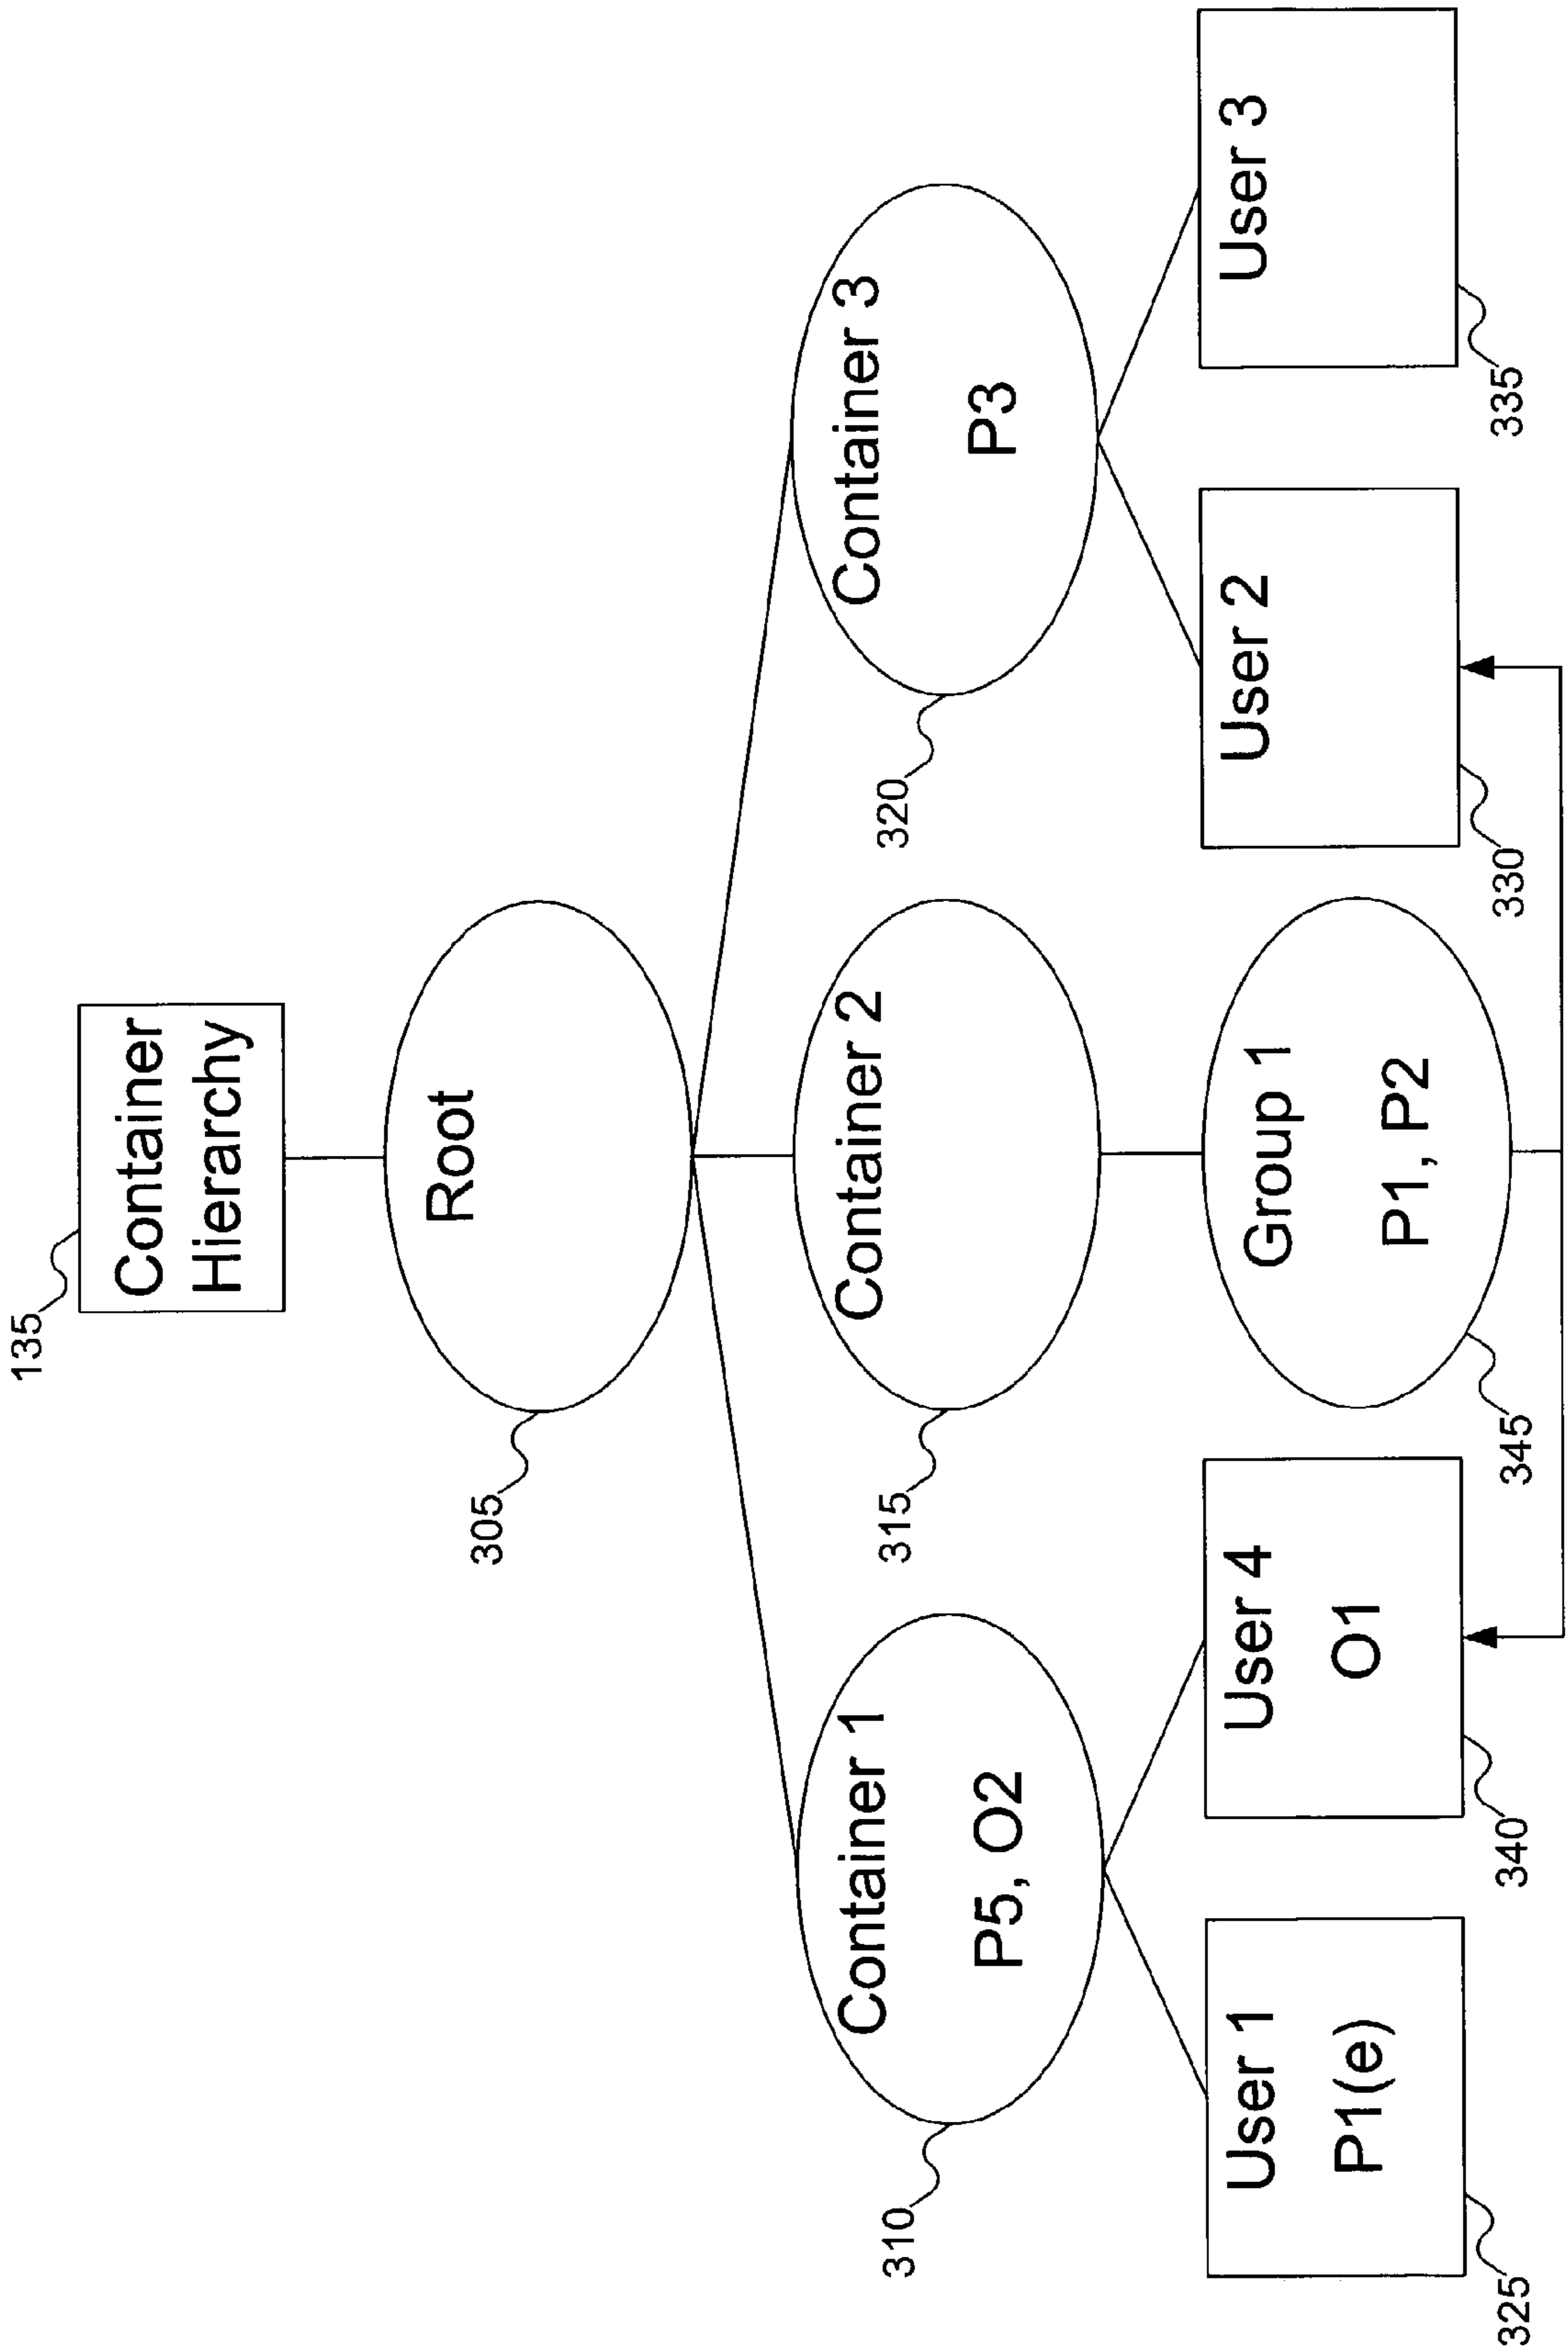 135
Container
Hierarchy
Root
305
Container 1
P5, O2
310
Container 2
315
Container 3
P3
320
User 1
P1(e)
325
User 4
O1
340
Group 1
P1, P2
345
User 2
330
User 3
335